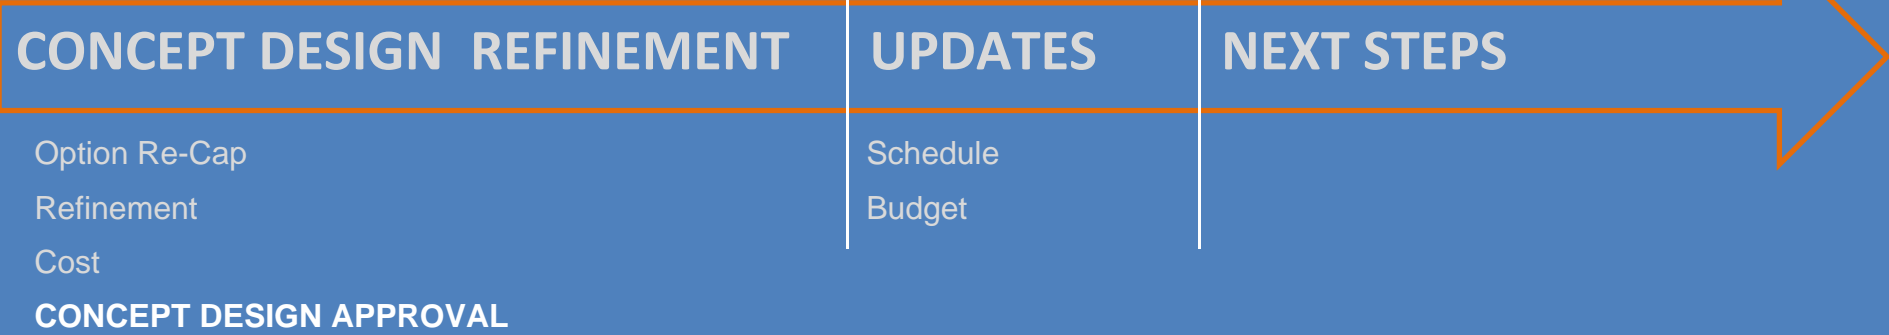 CONCEPT DESIGN REFINEMENT
Option Re-Cap
Refinement
Cost
CONCEPT DESIGN APPROVAL
UPDATES
Schedule
Budget
NEXT STEPS